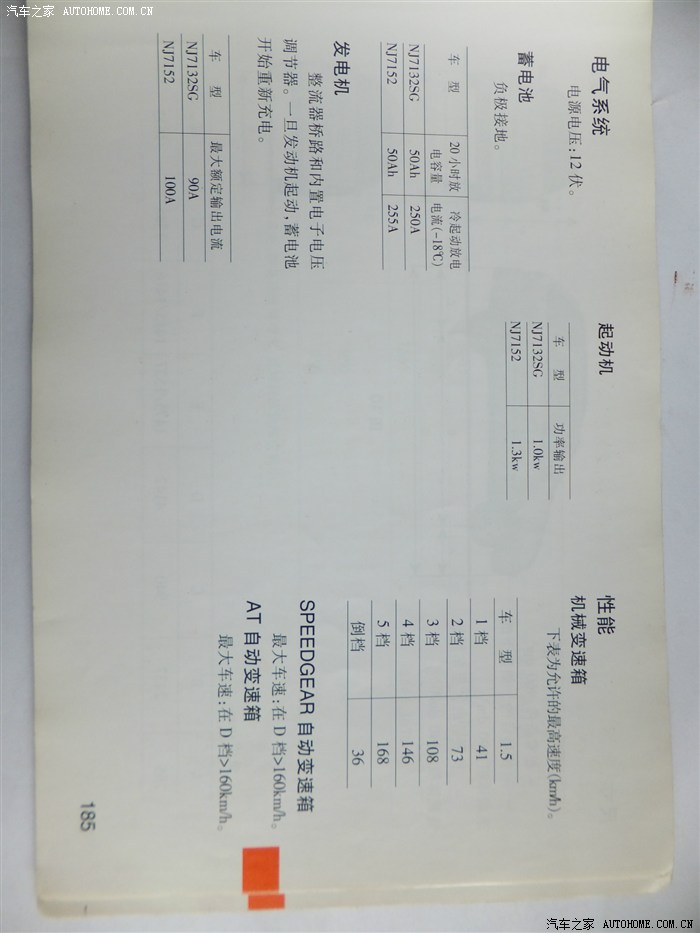 汽车之家 AUTOHOME.COM.CN
电气系统
电源电压:12伏。
蓄电池
负极接地。
车 型 20小时放电容量 冷起动放电电流(-18℃)
NJ7132SG 50Ah 250A
NJ7152 50Ah 255A
发电机
整流器桥路和内置电子电压
调节器。一旦发动机起动,蓄电池
开始重新充电。
车 型 最大额定输出电流
NJ7132SG 90A
NJ7152 100A
起动机
车 型 功率输出
NJ7132SG 1.0kw
NJ7152 1.3kw
性能
机械变速箱
下表为允许的最高速度(km/h)。
车 型 1.5
1档 41
2档 73
3档 108
4档 146
5档 168
倒档 36
SPEEDGEAR 自动变速箱
最大车速:在D档>160km/h。
AT 自动变速箱
最大车速:在D档>160km/h。
185
汽车之家 AUTOHOME.COM.CN